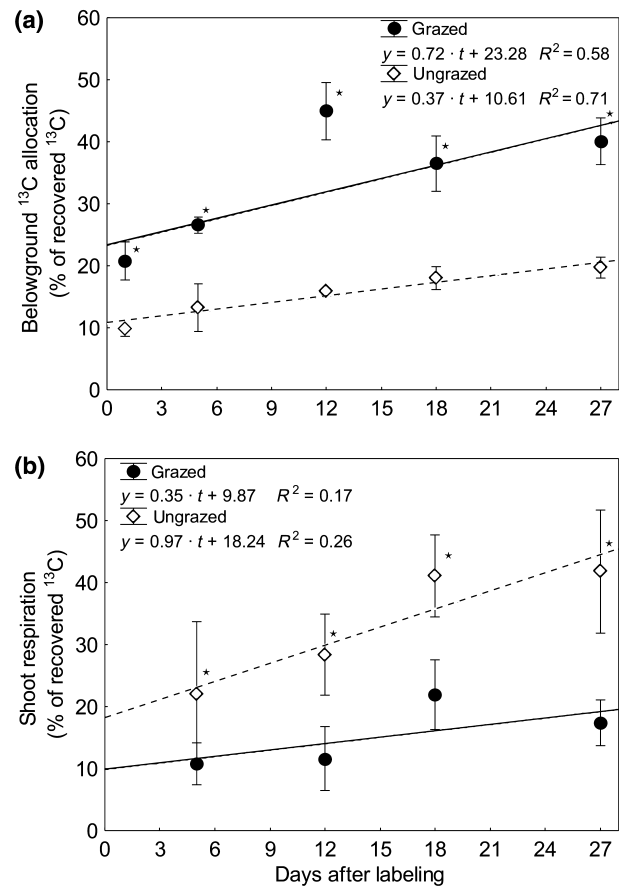 (a)
60
50
40
30
20
10
0
Belowground ¹³C allocation
(% of recovered ¹³C)
Grazed
y = 0.72 · t + 23.28 R² = 0.58
Ungrazed
y = 0.37 · t + 10.61 R² = 0.71
0 3 6 9 12 15 18 21 24 27
(b)
60
50
40
30
20
10
0
Shoot respiration
(% of recovered ¹³C)
Grazed
y = 0.35 · t + 9.87 R² = 0.17
Ungrazed
y = 0.97 · t + 18.24 R² = 0.26
0 3 6 9 12 15 18 21 24 27
Days after labeling